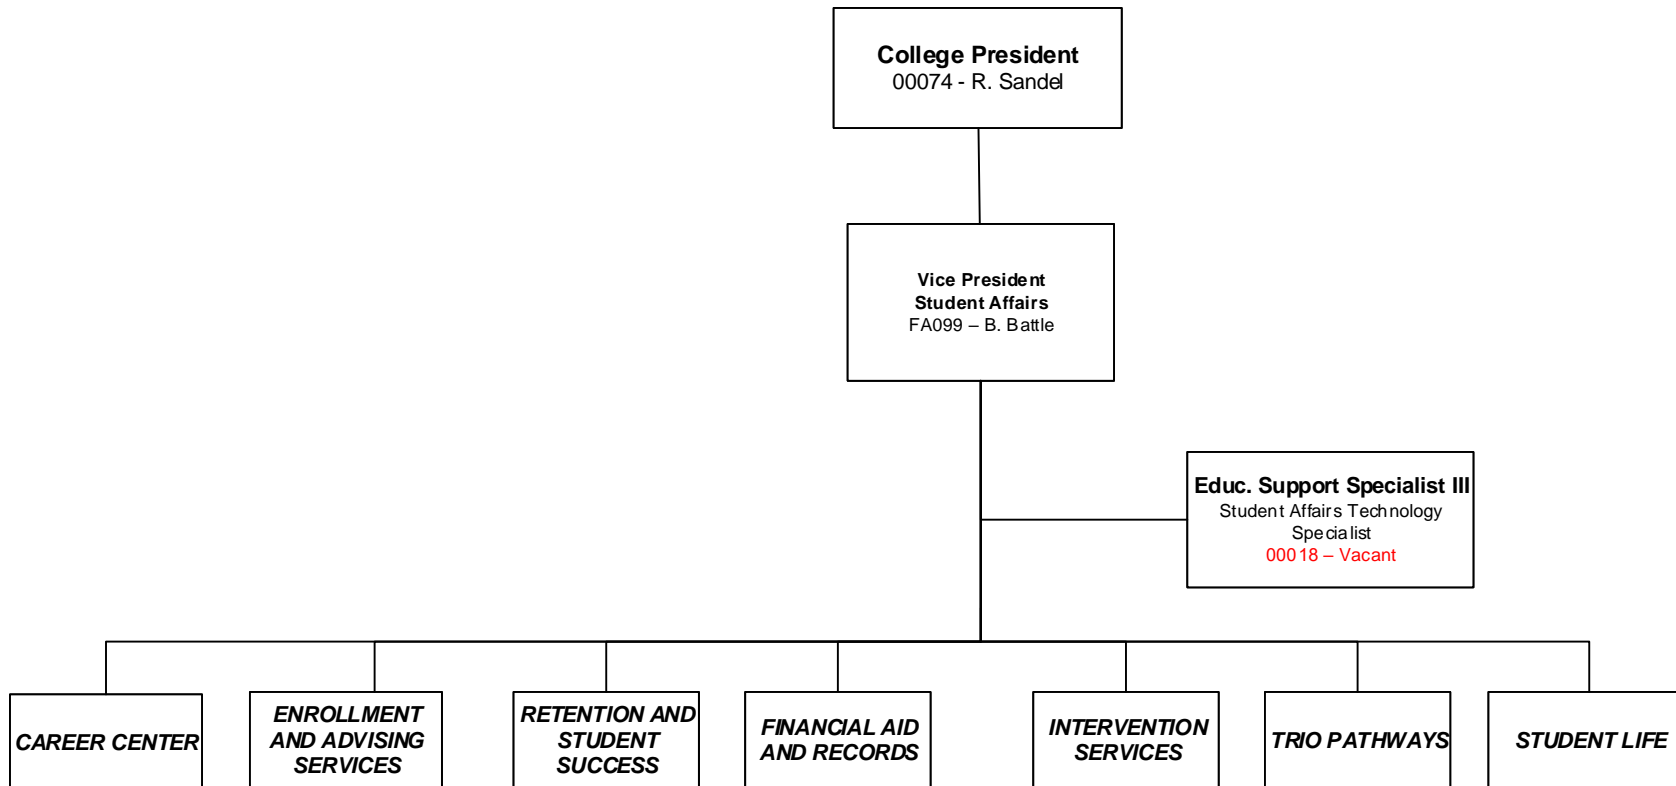 College President
00074 - R. Sandel
Vice President
Student Affairs
FA099 – B. Battle
Educ. Support Specialist III
Student Affairs Technology
Specialist
00018 – Vacant
CAREER CENTER
ENROLLMENT
AND ADVISING
SERVICES
RETENTION AND
STUDENT
SUCCESS
FINANCIAL AID
AND RECORDS
INTERVENTION
SERVICES
TRIO PATHWAYS
STUDENT LIFE